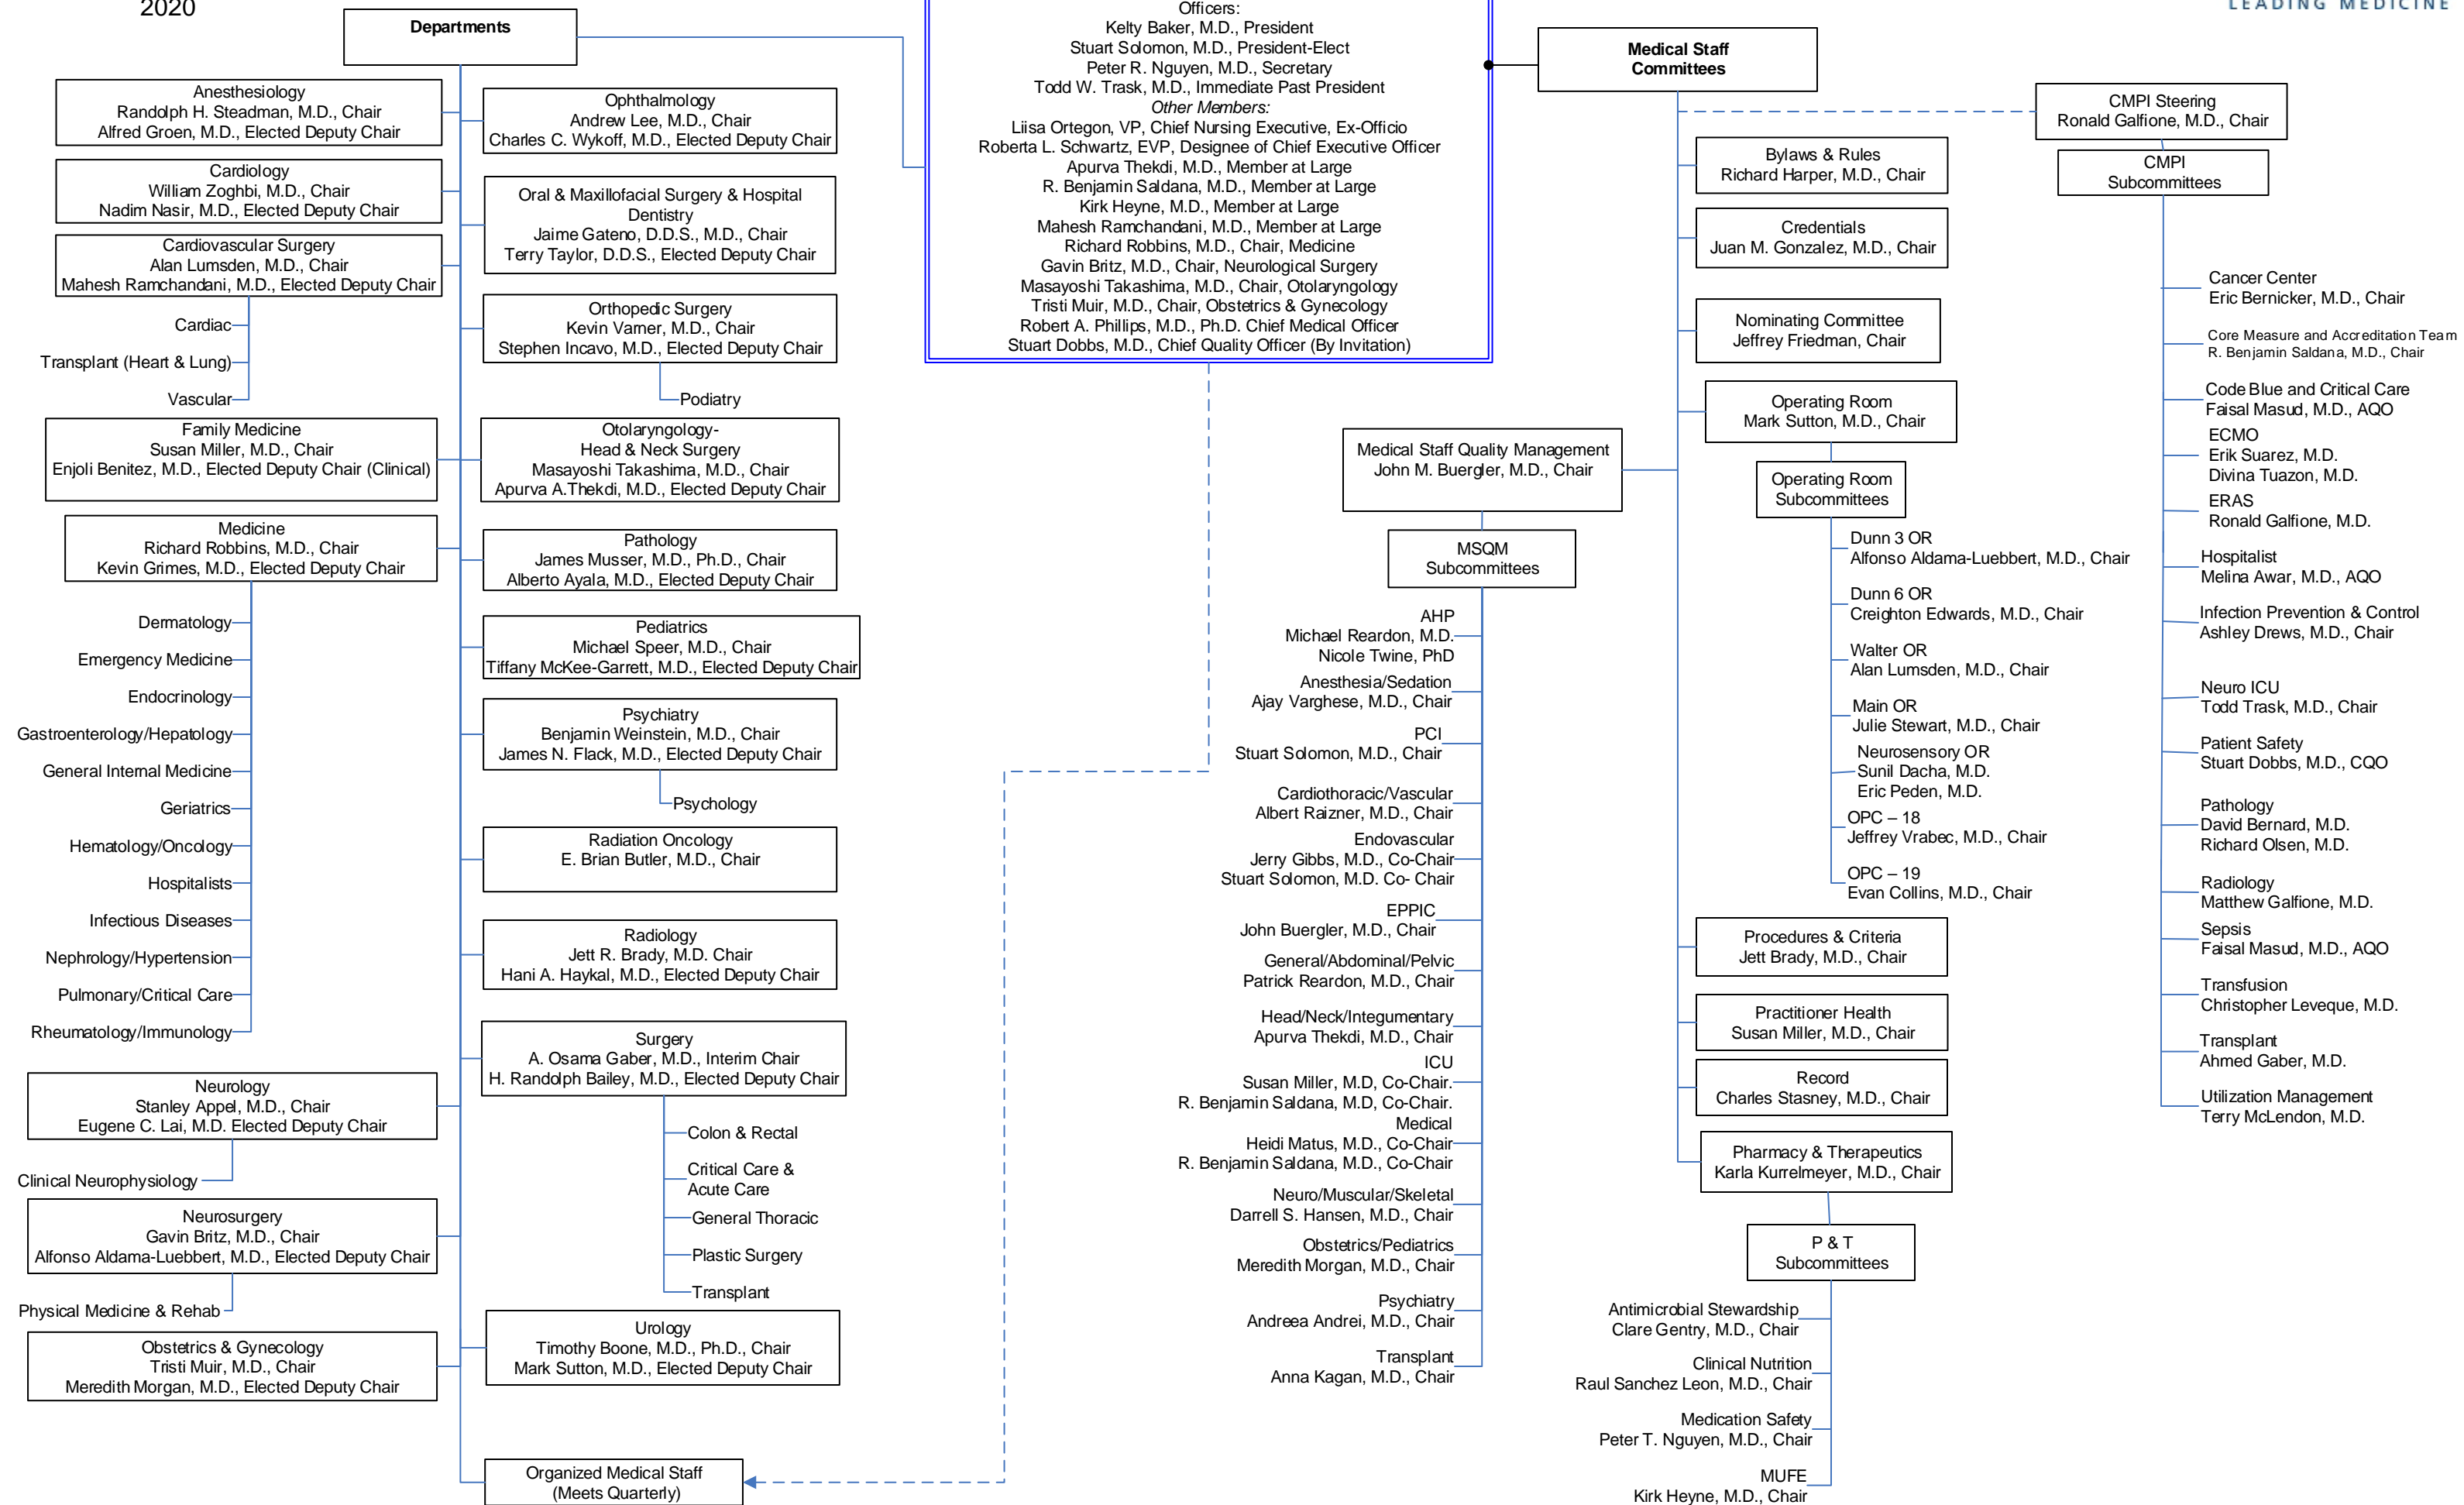 2020
LEADING MEDICINE
Departments
Anesthesiology
Randolph H. Steadman, M.D., Chair
Alfred Groen, M.D., Elected Deputy Chair
Cardiology
William Zoghbi, M.D., Chair
Nadim Nasir, M.D., Elected Deputy Chair
Cardiovascular Surgery
Alan Lumsden, M.D., Chair
Mahesh Ramchandani, M.D., Elected Deputy Chair
Cardiac
Transplant (Heart & Lung)
Vascular
Family Medicine
Susan Miller, M.D., Chair
Enjoli Benitez, M.D., Elected Deputy Chair (Clinical)
Medicine
Richard Robbins, M.D., Chair
Kevin Grimes, M.D., Elected Deputy Chair
Dermatology
Emergency Medicine
Endocrinology
Gastroenterology/Hepatology
General Internal Medicine
Geriatrics
Hematology/Oncology
Hospitalists
Infectious Diseases
Nephrology/Hypertension
Pulmonary/Critical Care
Rheumatology/Immunology
Neurology
Stanley Appel, M.D., Chair
Eugene C. Lai, M.D. Elected Deputy Chair
Clinical Neurophysiology
Neurosurgery
Gavin Britz, M.D., Chair
Alfonso Aldama-Luebbert, M.D., Elected Deputy Chair
Physical Medicine & Rehab
Obstetrics & Gynecology
Tristi Muir, M.D., Chair
Meredith Morgan, M.D., Elected Deputy Chair
Ophthalmology
Andrew Lee, M.D., Chair
Charles C. Wykoff, M.D., Elected Deputy Chair
Oral & Maxillofacial Surgery & Hospital
Dentistry
Jaime Gateno, D.D.S., M.D., Chair
Terry Taylor, D.D.S., Elected Deputy Chair
Orthopedic Surgery
Kevin Varner, M.D., Chair
Stephen Incavo, M.D., Elected Deputy Chair
Podiatry
Otolaryngology-
Head & Neck Surgery
Masayoshi Takashima, M.D., Chair
Apurva A.Thekdi, M.D., Elected Deputy Chair
Pathology
James Musser, M.D., Ph.D., Chair
Alberto Ayala, M.D., Elected Deputy Chair
Pediatrics
Michael Speer, M.D., Chair
Tiffany McKee-Garrett, M.D., Elected Deputy Chair
Psychiatry
Benjamin Weinstein, M.D., Chair
James N. Flack, M.D., Elected Deputy Chair
Psychology
Radiation Oncology
E. Brian Butler, M.D., Chair
Radiology
Jett R. Brady, M.D. Chair
Hani A. Haykal, M.D., Elected Deputy Chair
Surgery
A. Osama Gaber, M.D., Interim Chair
H. Randolph Bailey, M.D., Elected Deputy Chair
Colon & Rectal
Critical Care &
Acute Care
General Thoracic
Plastic Surgery
Transplant
Urology
Timothy Boone, M.D., Ph.D., Chair
Mark Sutton, M.D., Elected Deputy Chair
Organized Medical Staff
(Meets Quarterly)
Officers:
Kelty Baker, M.D., President
Stuart Solomon, M.D., President-Elect
Peter R. Nguyen, M.D., Secretary
Todd W. Trask, M.D., Immediate Past President
Other Members:
Liisa Ortegon, VP, Chief Nursing Executive, Ex-Officio
Roberta L. Schwartz, EVP, Designee of Chief Executive Officer
Apurva Thekdi, M.D., Member at Large
R. Benjamin Saldana, M.D., Member at Large
Kirk Heyne, M.D., Member at Large
Mahesh Ramchandani, M.D., Member at Large
Richard Robbins, M.D., Chair, Medicine
Gavin Britz, M.D., Chair, Neurological Surgery
Masayoshi Takashima, M.D., Chair, Otolaryngology
Tristi Muir, M.D., Chair, Obstetrics & Gynecology
Robert A. Phillips, M.D., Ph.D. Chief Medical Officer
Stuart Dobbs, M.D., Chief Quality Officer (By Invitation)
Medical Staff
Committees
Medical Staff Quality Management
John M. Buergler, M.D., Chair
MSQM
Subcommittees
AHP
Michael Reardon, M.D.
Nicole Twine, PhD
Anesthesia/Sedation
Ajay Varghese, M.D., Chair
PCI
Stuart Solomon, M.D., Chair
Cardiothoracic/Vascular
Albert Raizner, M.D., Chair
Endovascular
Jerry Gibbs, M.D., Co-Chair
Stuart Solomon, M.D. Co- Chair
EPPIC
John Buergler, M.D., Chair
General/Abdominal/Pelvic
Patrick Reardon, M.D., Chair
Head/Neck/Integumentary
Apurva Thekdi, M.D., Chair
ICU
Susan Miller, M.D, Co-Chair.
R. Benjamin Saldana, M.D, Co-Chair.
Medical
Heidi Matus, M.D., Co-Chair
R. Benjamin Saldana, M.D., Co-Chair
Neuro/Muscular/Skeletal
Darrell S. Hansen, M.D., Chair
Obstetrics/Pediatrics
Meredith Morgan, M.D., Chair
Psychiatry
Andreea Andrei, M.D., Chair
Transplant
Anna Kagan, M.D., Chair
Bylaws & Rules
Richard Harper, M.D., Chair
Credentials
Juan M. Gonzalez, M.D., Chair
Nominating Committee
Jeffrey Friedman, Chair
Operating Room
Mark Sutton, M.D., Chair
Operating Room
Subcommittees
Dunn 3 OR
Alfonso Aldama-Luebbert, M.D., Chair
Dunn 6 OR
Creighton Edwards, M.D., Chair
Walter OR
Alan Lumsden, M.D., Chair
Main OR
Julie Stewart, M.D., Chair
Neurosensory OR
Sunil Dacha, M.D.
Eric Peden, M.D.
OPC – 18
Jeffrey Vrabec, M.D., Chair
OPC – 19
Evan Collins, M.D., Chair
Procedures & Criteria
Jett Brady, M.D., Chair
Practitioner Health
Susan Miller, M.D., Chair
Record
Charles Stasney, M.D., Chair
Pharmacy & Therapeutics
Karla Kurrelmeyer, M.D., Chair
P & T
Subcommittees
Antimicrobial Stewardship
Clare Gentry, M.D., Chair
Clinical Nutrition
Raul Sanchez Leon, M.D., Chair
Medication Safety
Peter T. Nguyen, M.D., Chair
MUFE
Kirk Heyne, M.D., Chair
CMPI Steering
Ronald Galfione, M.D., Chair
CMPI
Subcommittees
Cancer Center
Eric Bernicker, M.D., Chair
Core Measure and Accreditation Team
R. Benjamin Saldana, M.D., Chair
Code Blue and Critical Care
Faisal Masud, M.D., AQO
ECMO
Erik Suarez, M.D.
Divina Tuazon, M.D.
ERAS
Ronald Galfione, M.D.
Hospitalist
Melina Awar, M.D., AQO
Infection Prevention & Control
Ashley Drews, M.D., Chair
Neuro ICU
Todd Trask, M.D., Chair
Patient Safety
Stuart Dobbs, M.D., CQO
Pathology
David Bernard, M.D.
Richard Olsen, M.D.
Radiology
Matthew Galfione, M.D.
Sepsis
Faisal Masud, M.D., AQO
Transfusion
Christopher Leveque, M.D.
Transplant
Ahmed Gaber, M.D.
Utilization Management
Terry McLendon, M.D.